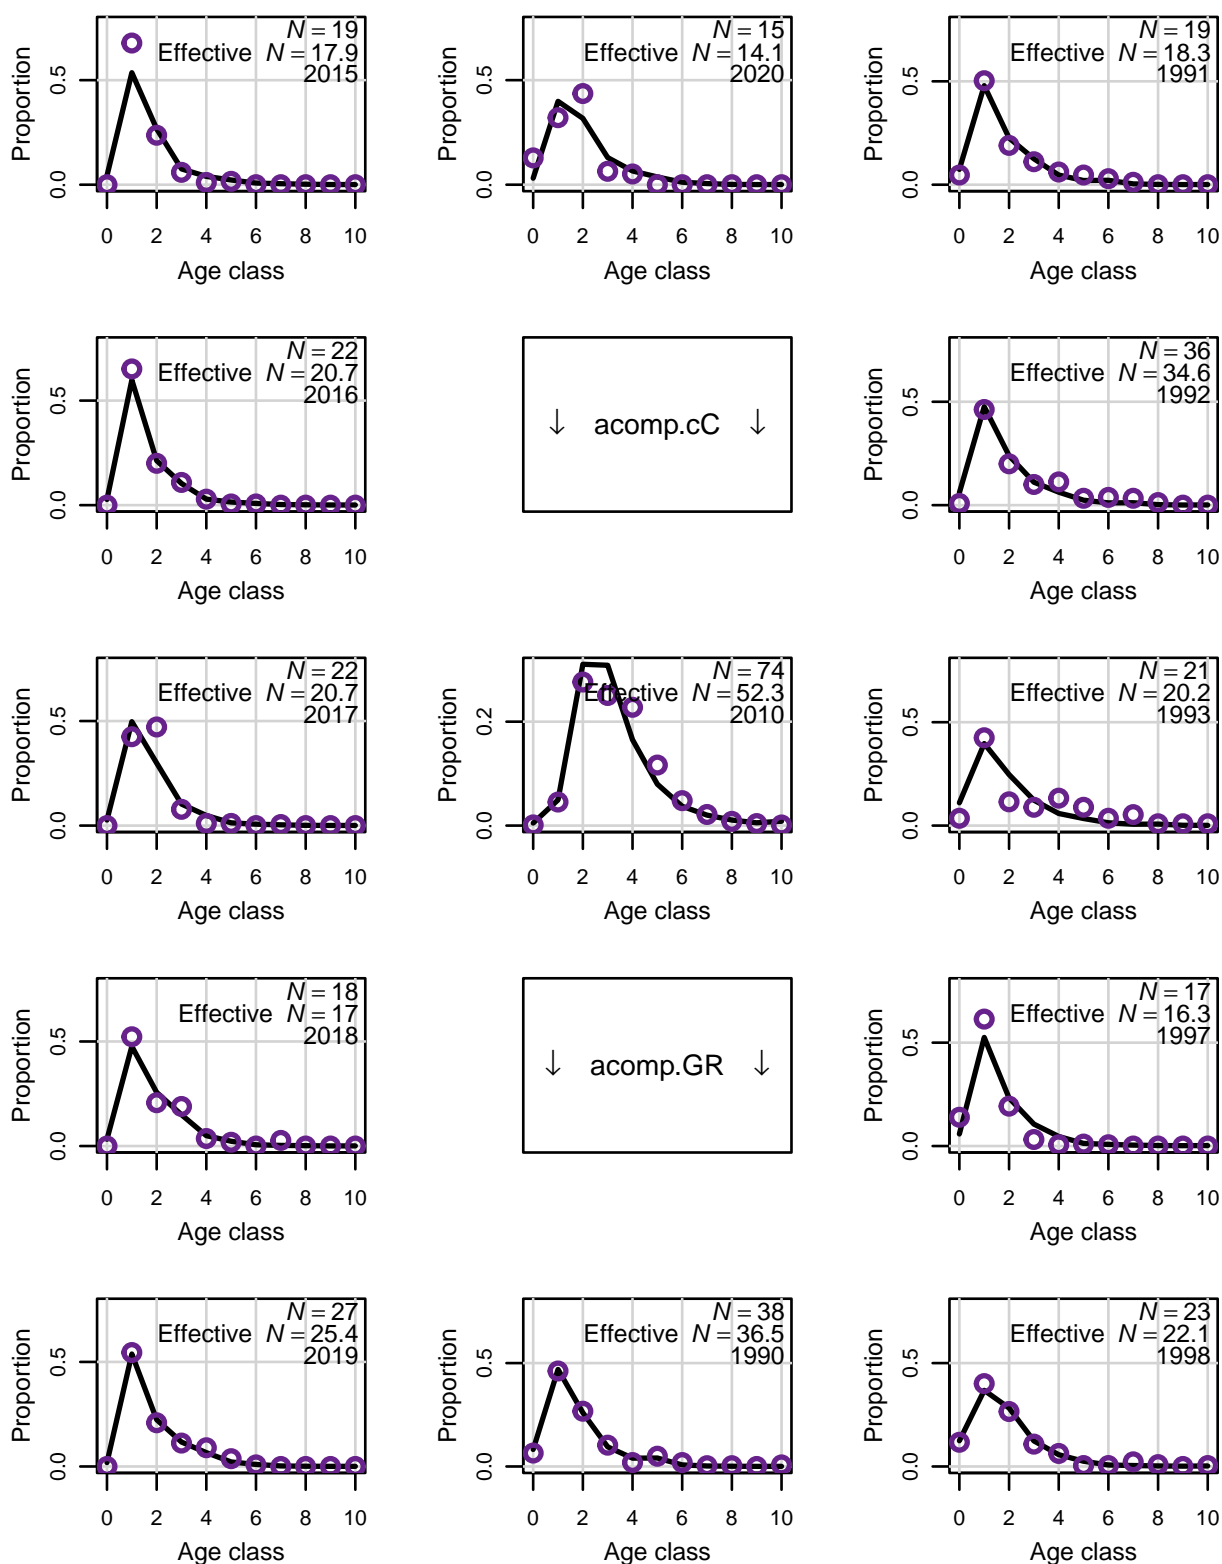 N = 19
Effective N = 17.9
2015
Proportion
0.5
0.0
0 2 4 6 8 10
Age class
N = 22
Effective N = 20.7
2016
Proportion
0.5
0.0
0 2 4 6 8 10
Age class
N = 22
Effective N = 20.7
2017
Proportion
0.5
0.0
0 2 4 6 8 10
Age class
N = 18
Effective N = 17
2018
Proportion
0.5
0.0
0 2 4 6 8 10
Age class
N = 27
Effective N = 25.4
2019
Proportion
0.5
0.0
0 2 4 6 8 10
Age class
N = 15
Effective N = 14.1
2020
Proportion
0.5
0.0
0 2 4 6 8 10
Age class
↓ acomp.cC ↓
N = 74
Effective N = 52.3
2010
Proportion
0.2
0.0
0 2 4 6 8 10
Age class
↓ acomp.GR ↓
N = 38
Effective N = 36.5
1990
Proportion
0.5
0.0
0 2 4 6 8 10
Age class
N = 19
Effective N = 18.3
1991
Proportion
0.5
0.0
0 2 4 6 8 10
Age class
N = 36
Effective N = 34.6
1992
Proportion
0.5
0.0
0 2 4 6 8 10
Age class
N = 21
Effective N = 20.2
1993
Proportion
0.5
0.0
0 2 4 6 8 10
Age class
N = 17
Effective N = 16.3
1997
Proportion
0.5
0.0
0 2 4 6 8 10
Age class
N = 23
Effective N = 22.1
1998
Proportion
0.5
0.0
0 2 4 6 8 10
Age class